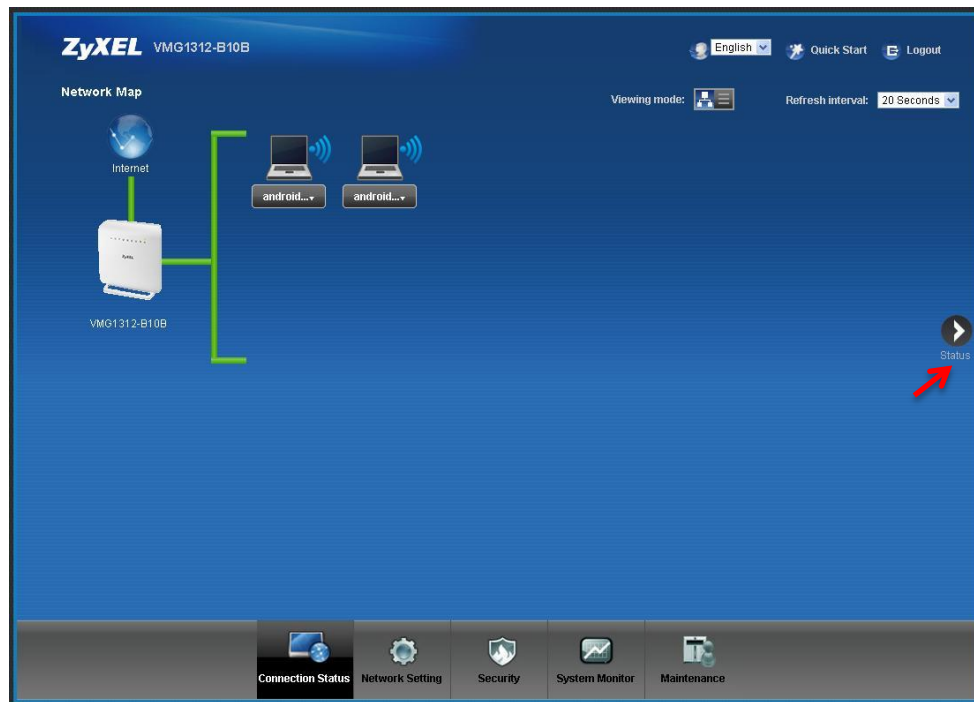 ZyXEL VMG1312-B10B
English Quick Start Logout
Network Map
Viewing mode: Refresh interval: 20 Seconds
Internet
android... android...
VMG1312-B10B
Status
Connection Status Network Setting Security System Monitor Maintenance